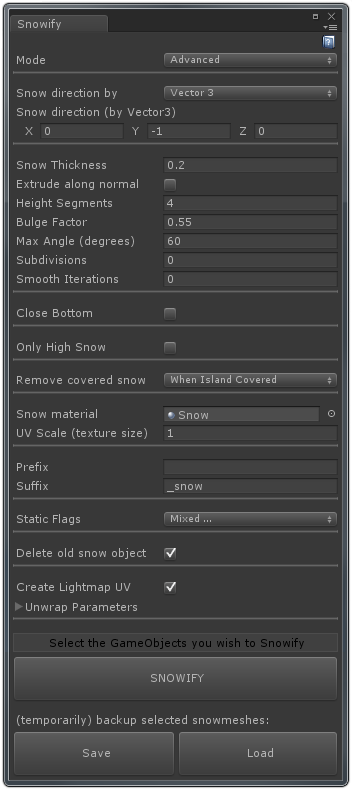 Snowify
Mode Advanced
Snow direction by Vector 3
Snow direction (by Vector3)
X 0 Y -1 Z 0
Snow Thickness 0.2
Extrude along normal
Height Segments 4
Bulge Factor 0.55
Max Angle (degrees) 60
Subdivisions 0
Smooth Iterations 0
Close Bottom
Only High Snow
Remove covered snow When Island Covered
Snow material Snow
UV Scale (texture size) 1
Prefix
Suffix _snow
Static Flags Mixed ...
Delete old snow object
Create Lightmap UV
Unwrap Parameters
Select the GameObjects you wish to Snowify
SNOWIFY
(temporarily) backup selected snowmeshes:
Save Load